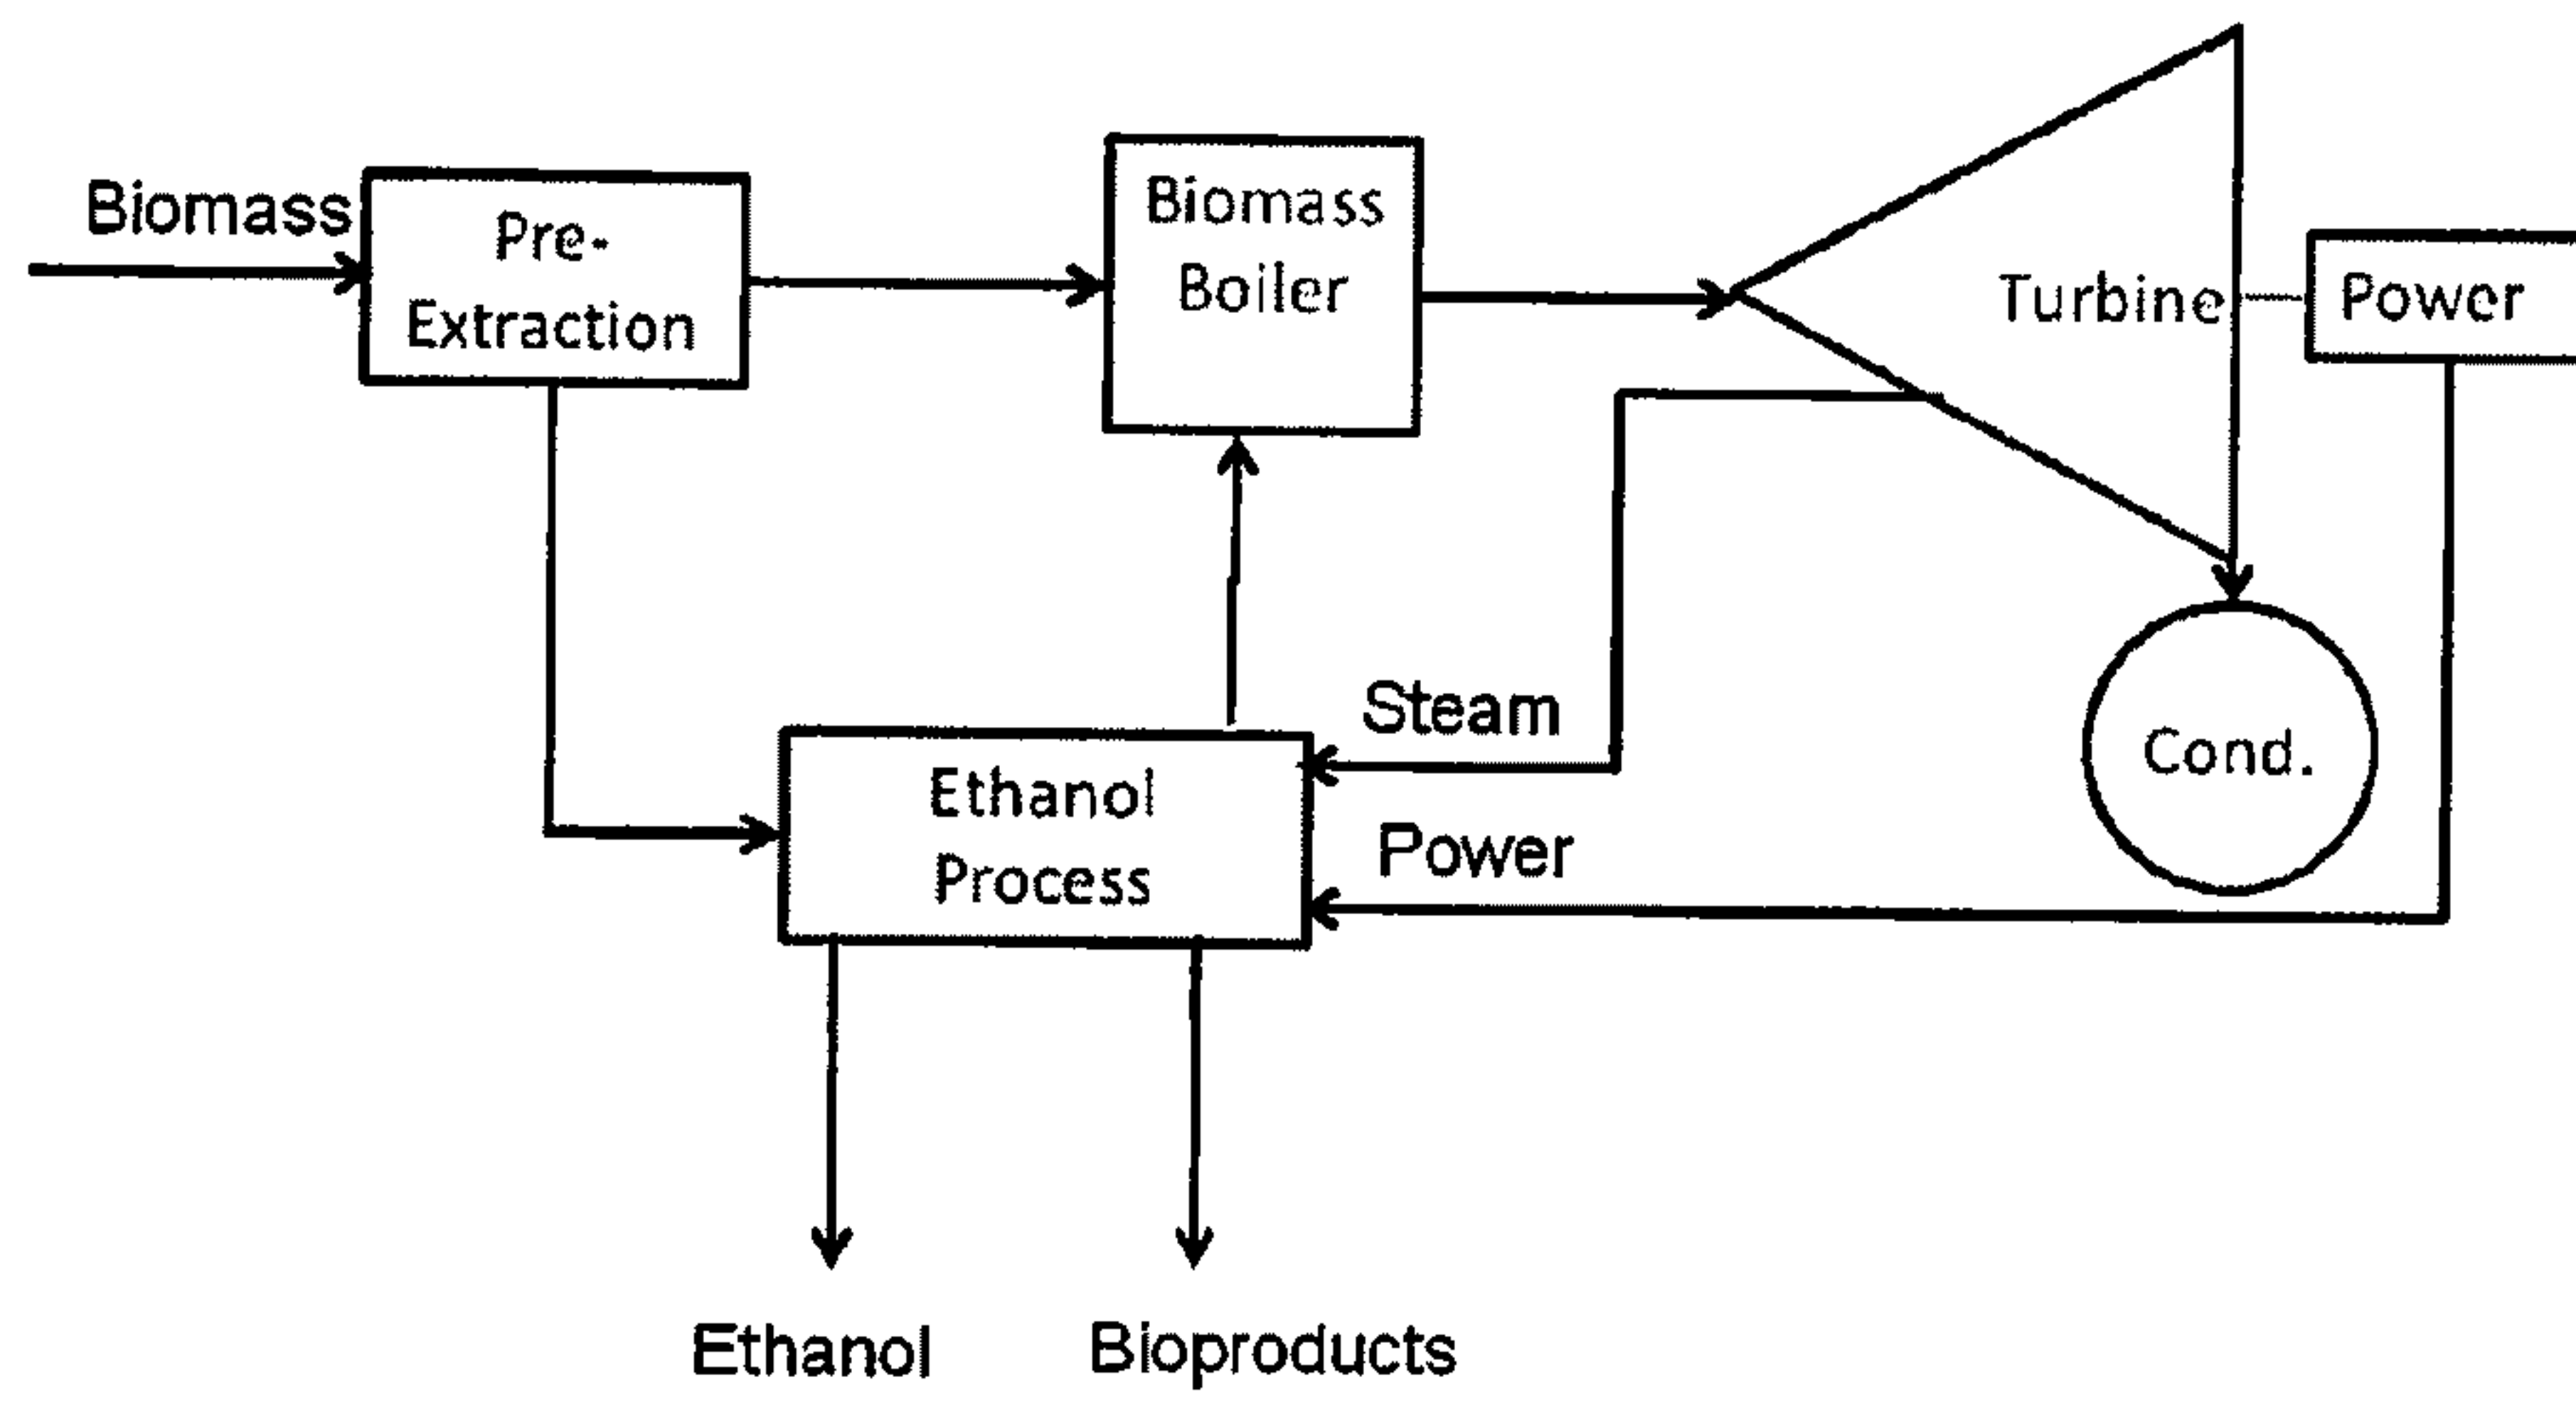 Biomass
Pre-
Extraction
Biomass
Boiler
Turbine
Power
Steam
Cond.
Ethanol
Process
Power
Ethanol
Bioproducts